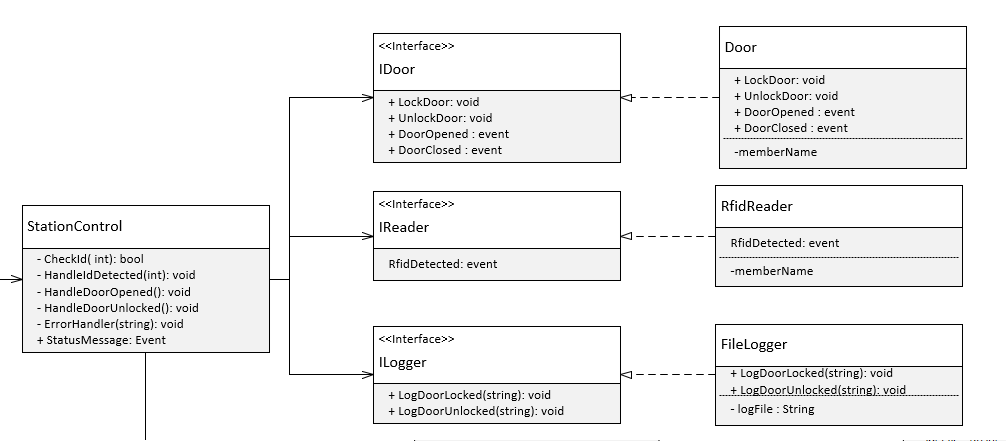 StationControl
- CheckId( int): bool
- HandleIdDetected(int): void
- HandleDoorOpened(): void
- HandleDoorUnlocked(): void
- ErrorHandler(string): void
+ StatusMessage: Event
<<Interface>>
IDoor
+ LockDoor: void
+ UnlockDoor: void
+ DoorOpened : event
+ DoorClosed : event
Door
+ LockDoor: void
+ UnlockDoor: void
+ DoorOpened : event
+ DoorClosed : event
-memberName
<<Interface>>
IReader
RfidDetected: event
RfidReader
RfidDetected: event
-memberName
<<Interface>>
ILogger
+ LogDoorLocked(string): void
+ LogDoorUnlocked(string): void
FileLogger
+ LogDoorLocked(string): void
+ LogDoorUnlocked(string): void
- logFile : String